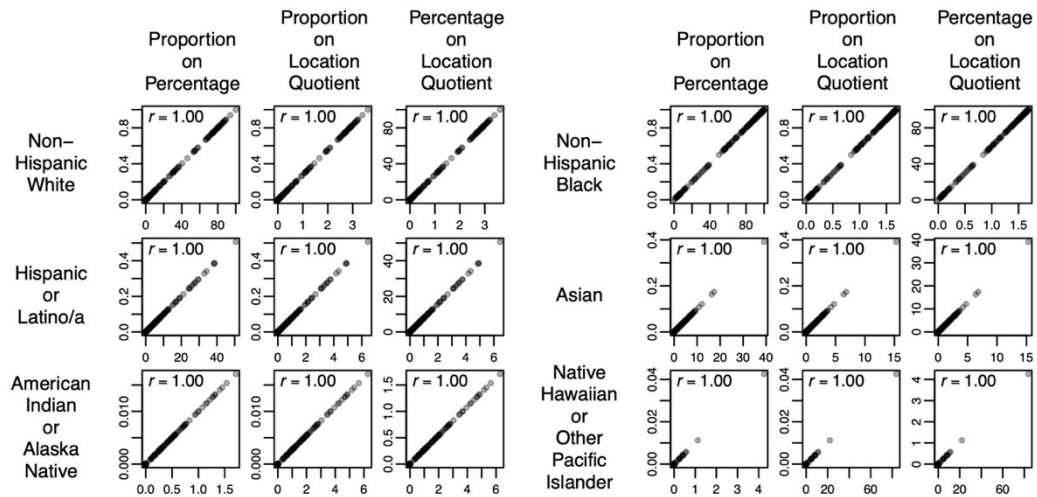 Proportion
on
Percentage
Proportion
on
Location
Quotient
Percentage
on
Location
Quotient
Non-
Hispanic
White
r = 1.00
0.0 0.4 0.8
0 40 80
r = 1.00
0.0 0.4 0.8
0 1 2 3
r = 1.00
0 40 80
0 1 2 3
Hispanic
or
Latino/a
r = 1.00
0.0 0.2 0.4
0 20 40
r = 1.00
0.0 0.2 0.4
0 2 4 6
r = 1.00
0 20 40
0 2 4 6
American
Indian
or
Alaska
Native
r = 1.00
0.000 0.010
0.0 0.5 1.5
r = 1.00
0.000 0.010
0 2 4 6
r = 1.00
0.0 0.5 1.0 1.5
0 2 4 6
Proportion
on
Percentage
Proportion
on
Location
Quotient
Percentage
on
Location
Quotient
Non-
Hispanic
Black
r = 1.00
0.0 0.4 0.8
0 40 80
r = 1.00
0.0 0.4 0.8
0.0 0.5 1.0 1.5
r = 1.00
0 40 80
0.0 0.5 1.0 1.5
Asian
r = 1.00
0.0 0.2 0.4
0 10 20 30 40
r = 1.00
0.0 0.2 0.4
0 5 10 15
r = 1.00
0 10 20 30 40
0 5 10 15
Native
Hawaiian
or
Other
Pacific
Islander
r = 1.00
0.00 0.02 0.04
0 1 2 3 4
r = 1.00
0.00 0.02 0.04
0 20 60
r = 1.00
0 1 2 3 4
0 20 60